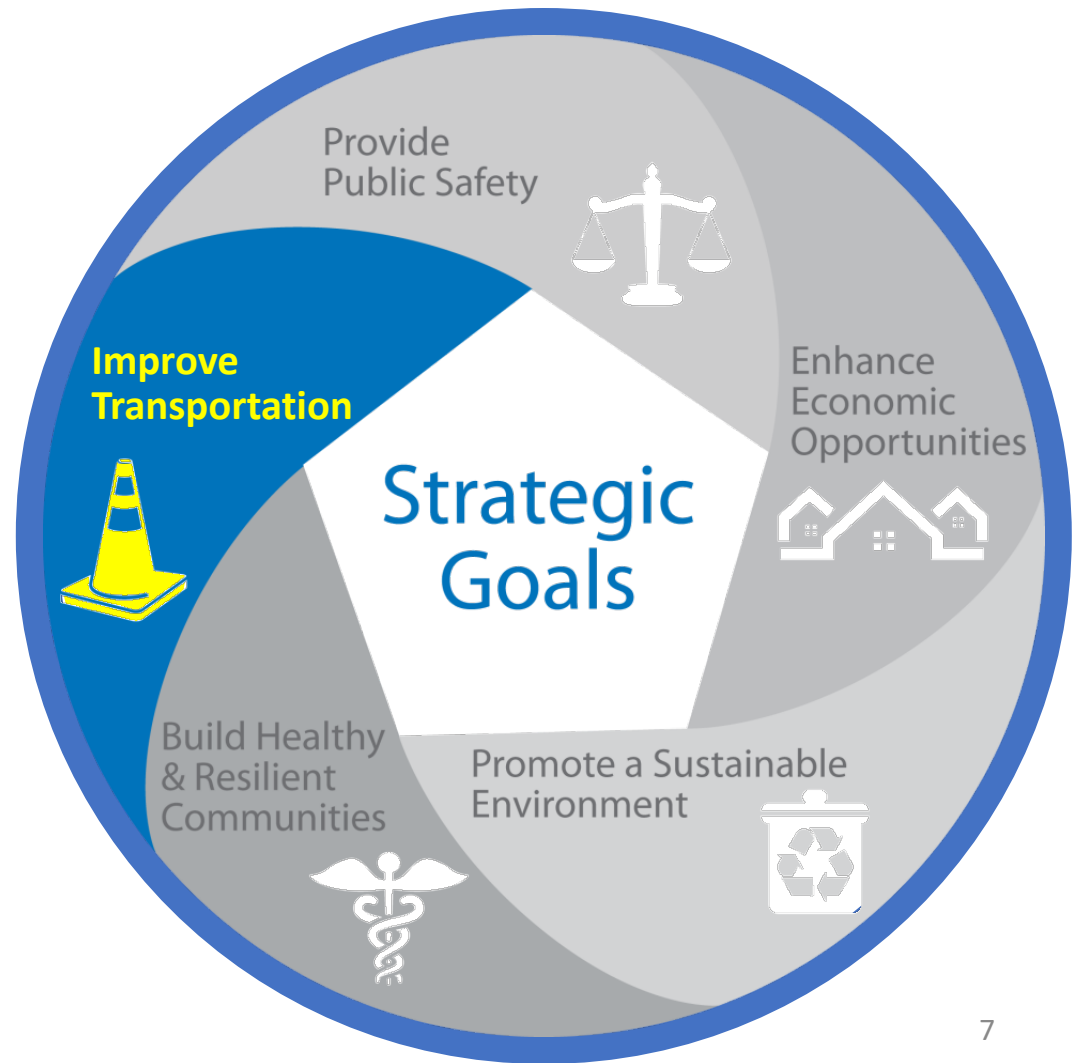 Provide
Public Safety
Enhance
Economic
Opportunities
Improve
Transportation
Strategic
Goals
Build Healthy
& Resilient
Communities
Promote a Sustainable
Environment
7